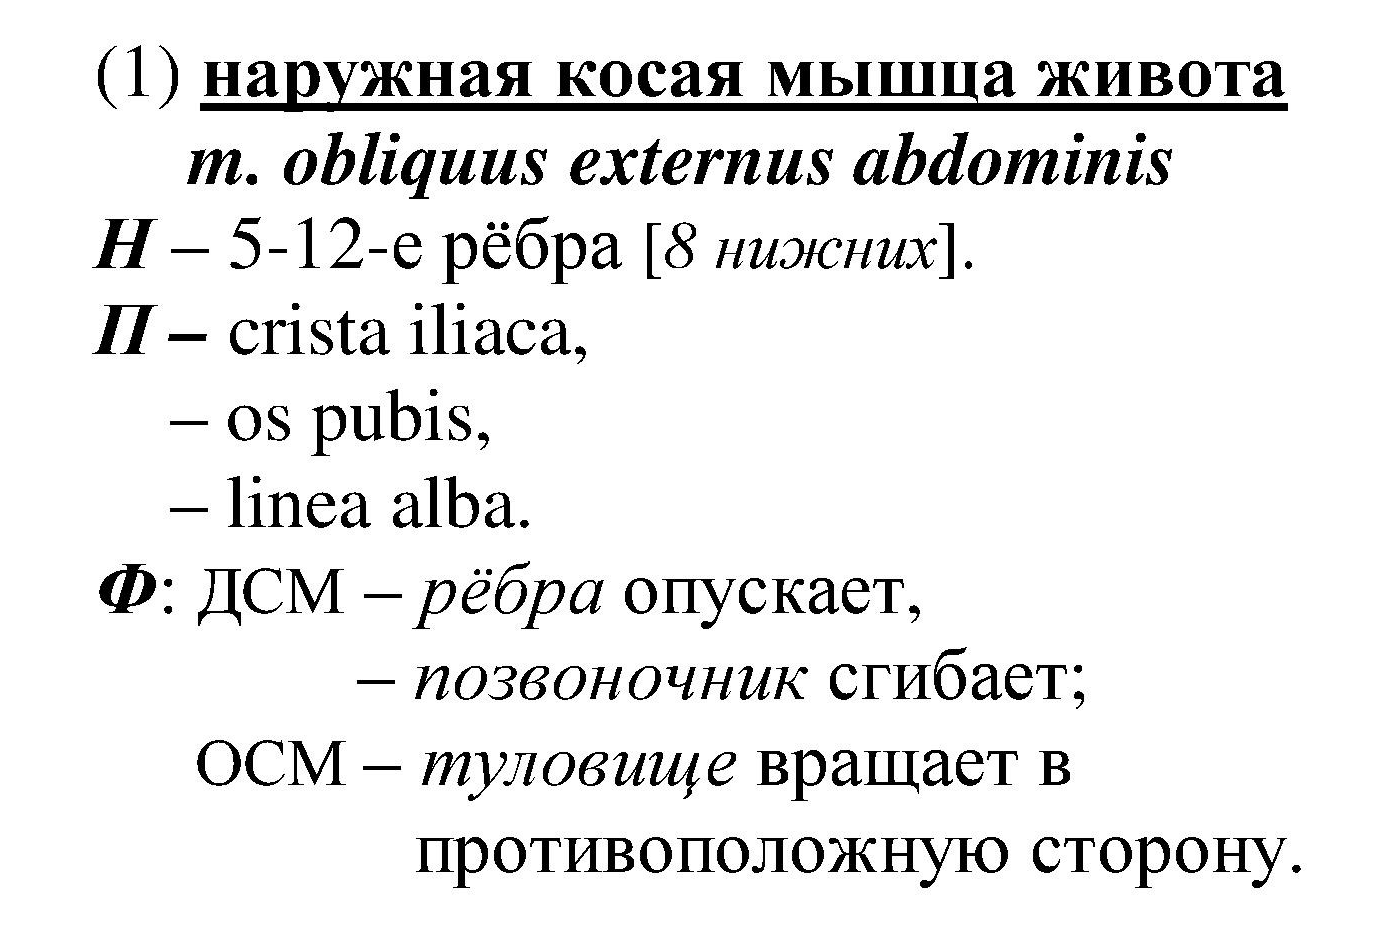 (1) наружная косая мышца живота
m. obliquus externus abdominis
Н – 5-12-е рёбра [8 нижних].
П – crista iliaca,
– os pubis,
– linea alba.
Ф: ДСМ – рёбра опускает,
– позвоночник сгибает;
ОСМ – туловище вращает в
противоположную сторону.